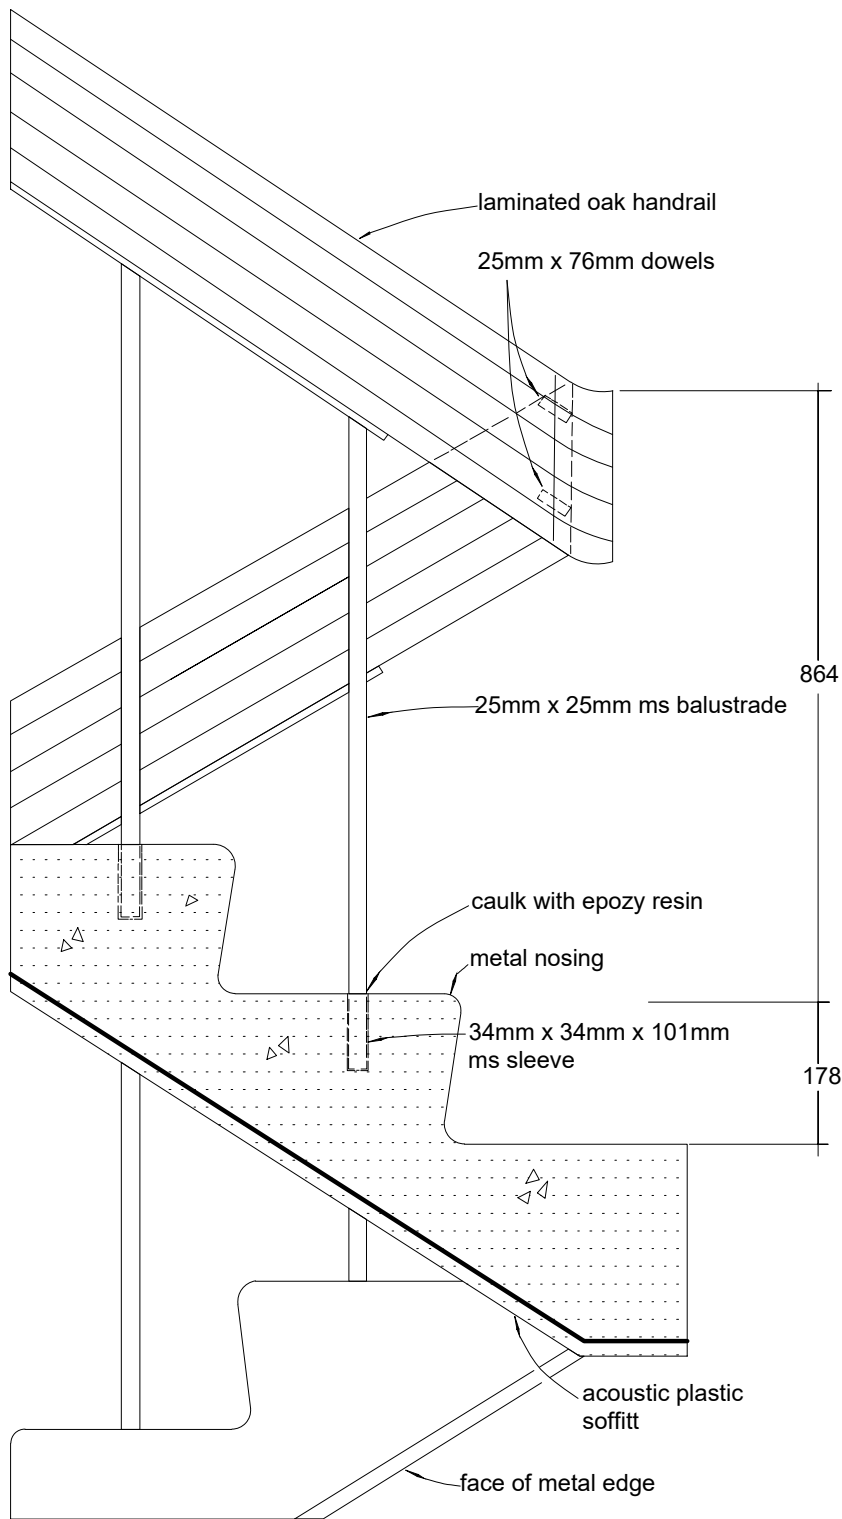 laminated oak handrail
25mm x 76mm dowels
864
25mm x 25mm ms balustrade
caulk with epozy resin
metal nosing
34mm x 34mm x 101mm
ms sleeve
178
acoustic plastic
soffitt
face of metal edge